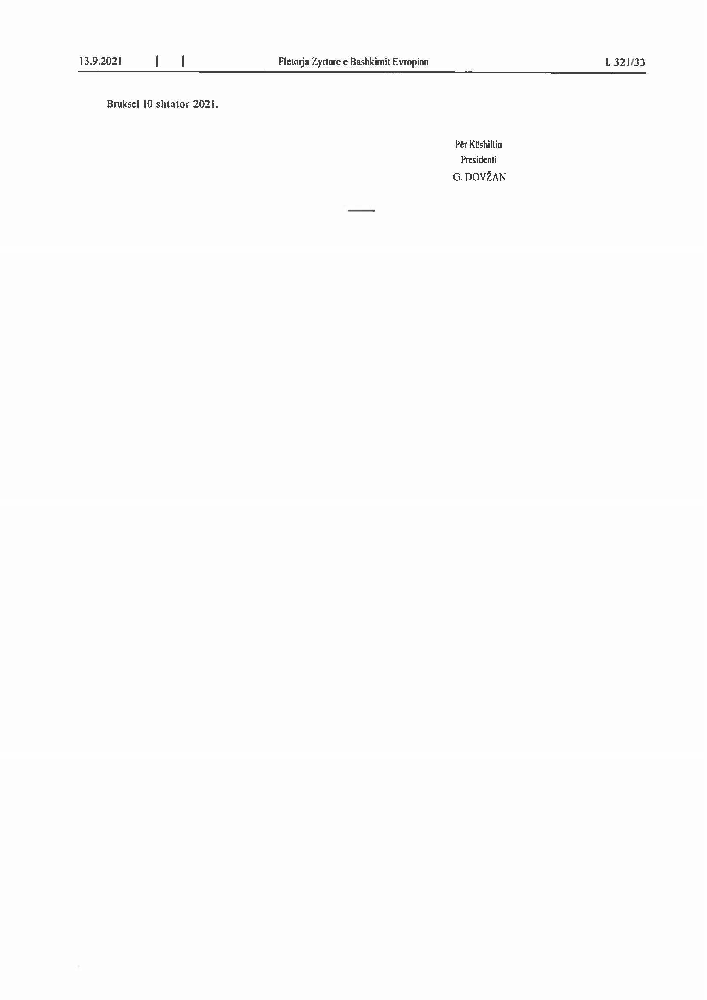 13.9.2021 | | Fletorja Zyrtare e Bashkimit Evropian L 321/33
Bruksel 10 shtator 2021.
Për Këshillin
Presidenti
G. DOVŽAN